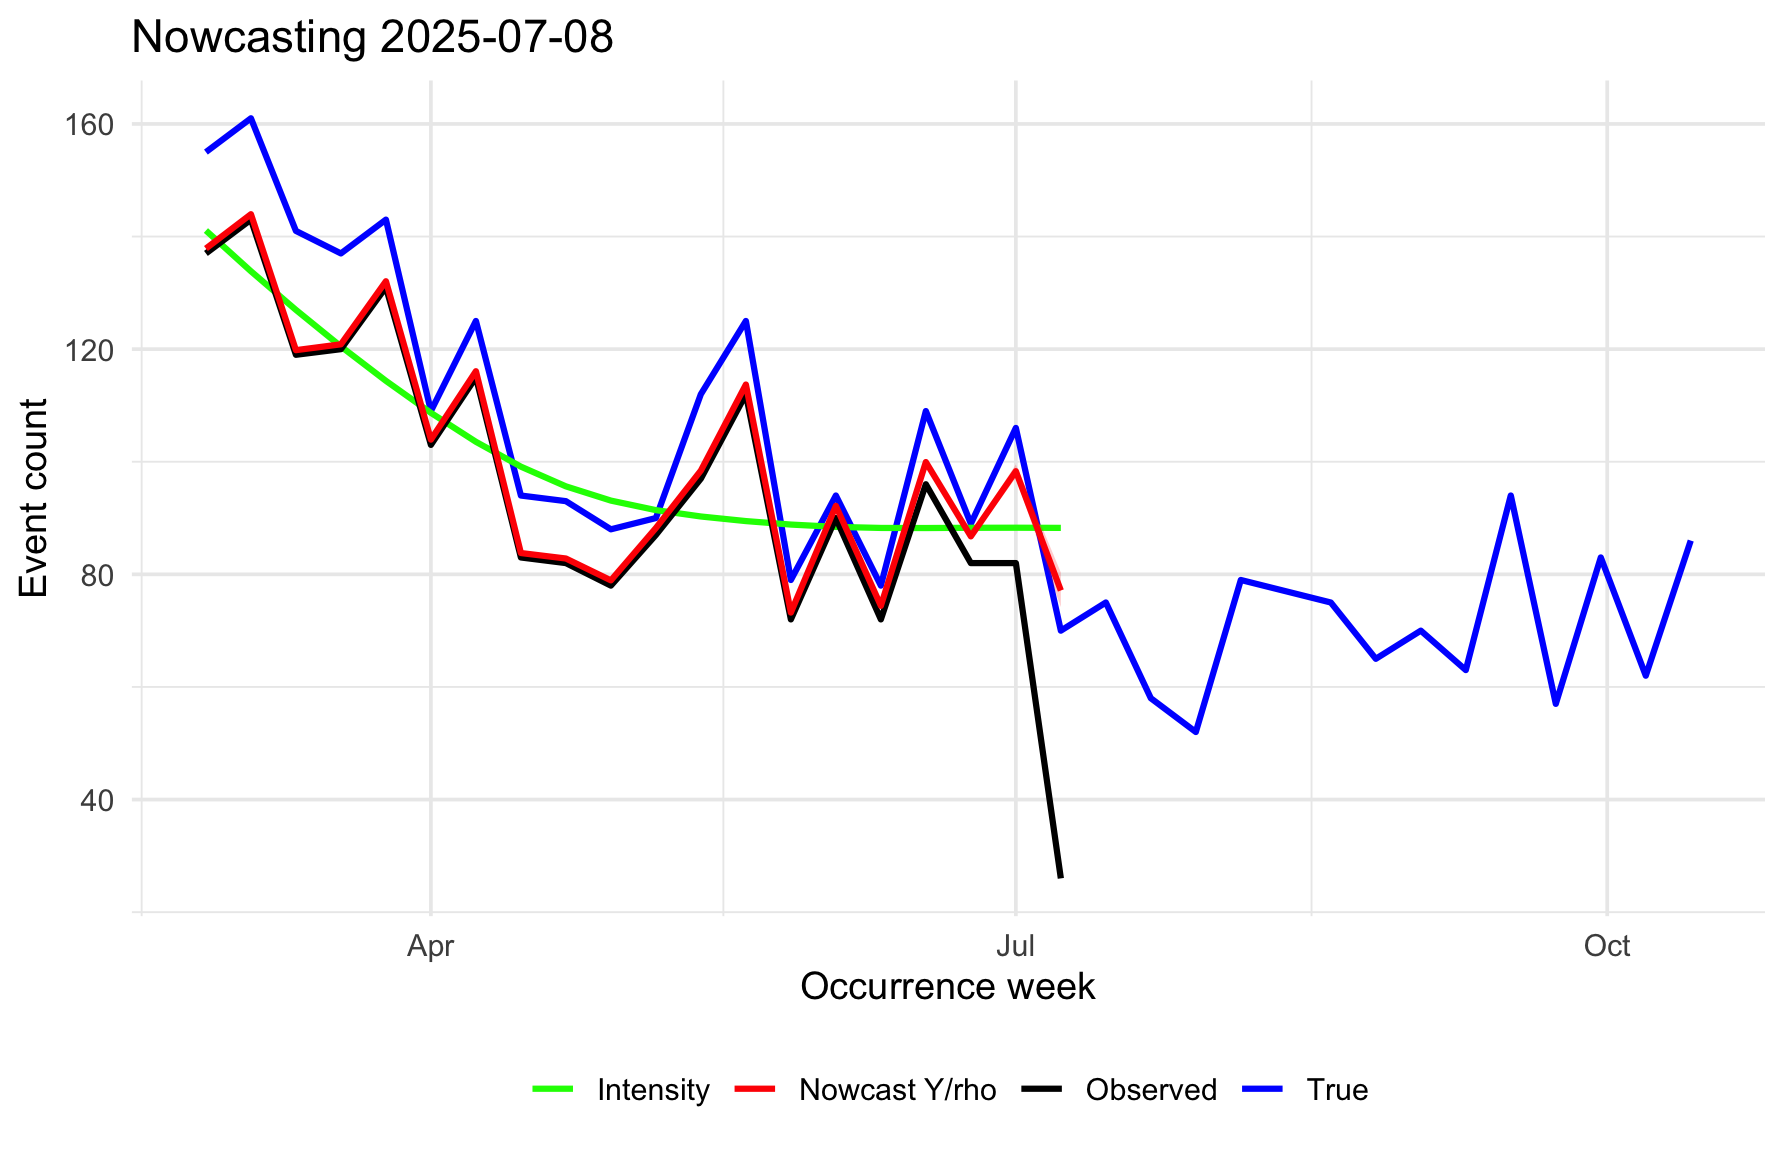 Nowcasting 2025-07-08
160
120
80
40
Event count
Apr Jul Oct
Occurrence week
Intensity Nowcast Y/rho Observed True